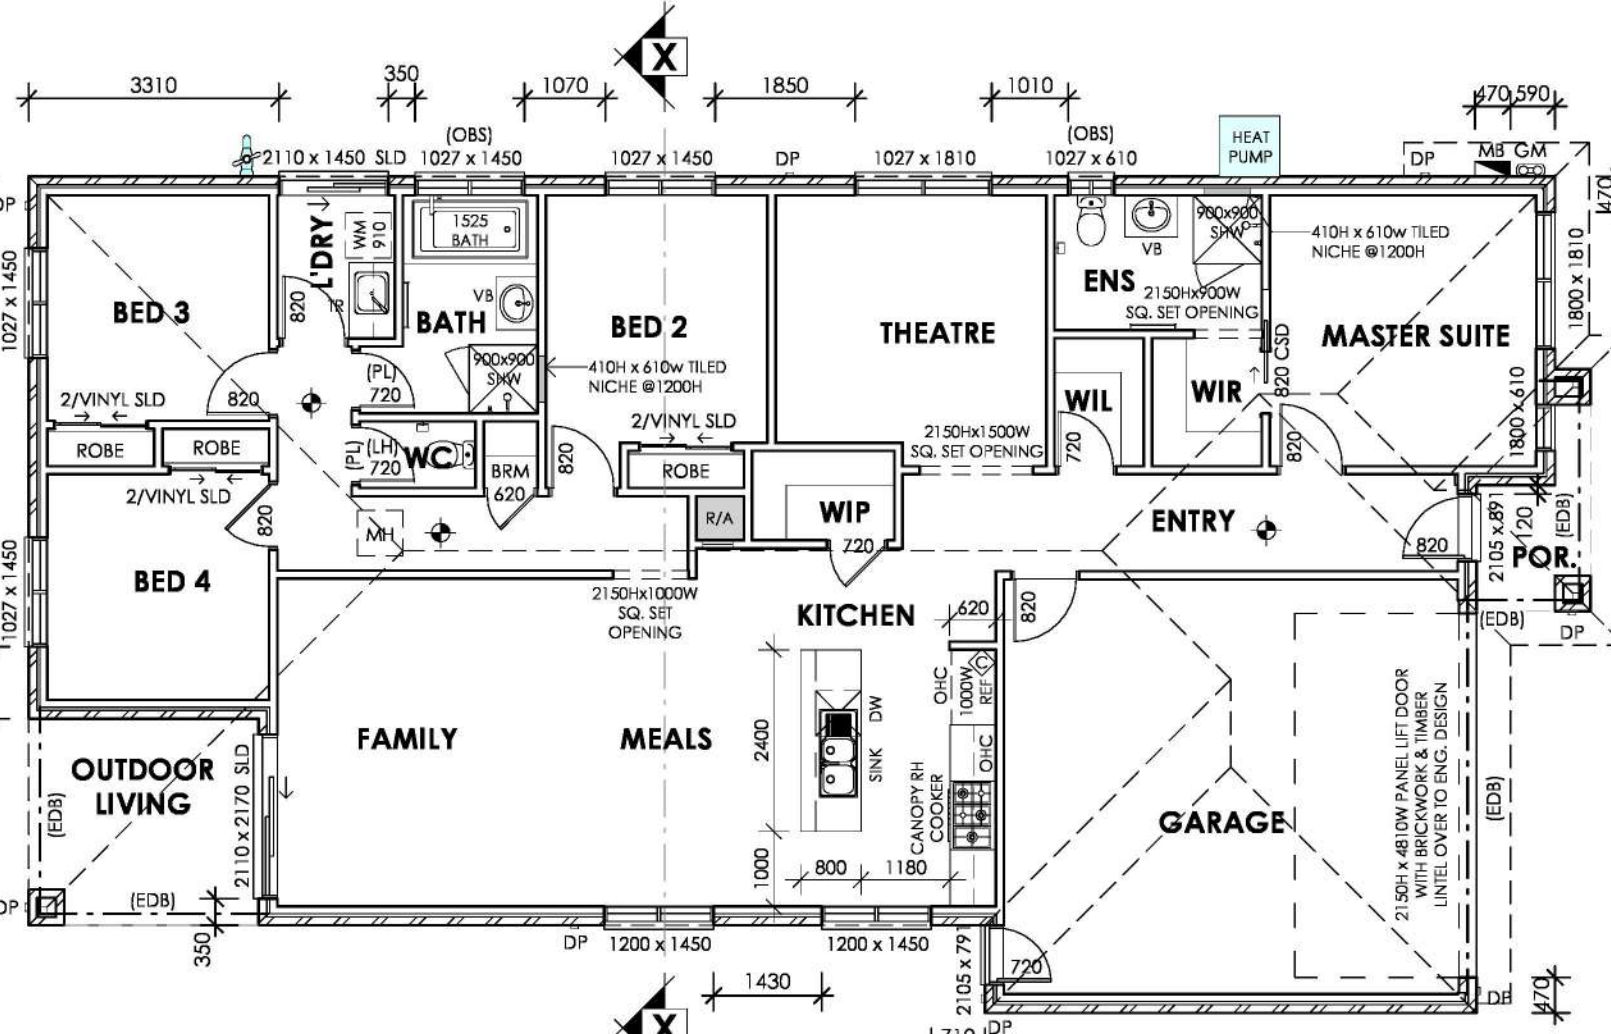 X
3310
350
1070
1850
1010
470
590
(OBS)
(OBS)
2110 x 1450 SLD
1027 x 1450
1027 x 1450
DP
1027 x 1810
1027 x 610
HEAT
PUMP
DP
MB
GM
DP
470
1027 x 1450
L'DRY
WM
910
1525
BATH
900x900
SHW
VB
410H x 610w TILED
NICHE @1200H
1800 x 1810
820
TR
VB
BED 3
BATH
BED 2
THEATRE
ENS
2150Hx900W
SQ. SET OPENING
MASTER SUITE
900x900
SHW
410H x 610w TILED
NICHE @1200H
820 CSD
(PL)
720
820
2/VINYL SLD
WIL
WIR
1800 x 610
2/VINYL SLD
ROBE
ROBE
(PL)
(LH)
720
WC
BRM
620
820
ROBE
2150Hx1500W
SQ. SET OPENING
720
820
2/VINYL SLD
820
MH
R/A
WIP
720
ENTRY
820
2105 x 891
120
(EDB)
POR.
1027 x 1450
BED 4
2150Hx1000W
SQ. SET
OPENING
KITCHEN
620
820
(EDB)
DP
OHC
1000W
REF
C
FAMILY
MEALS
2400
DW
SINK
OHC
CANOPY RH
COOKER
OUTDOOR
LIVING
(EDB)
2110 x 2170 SLD
GARAGE
2150H x 4810W PANEL LIFT DOOR
WITH BRICKWORK & TIMBER
LINTEL OVER TO ENG. DESIGN
(EDB)
1000
800
1180
DP
(EDB)
350
DP
1200 x 1450
1200 x 1450
2105 x 791
720
1430
DP
470
X
710
DP